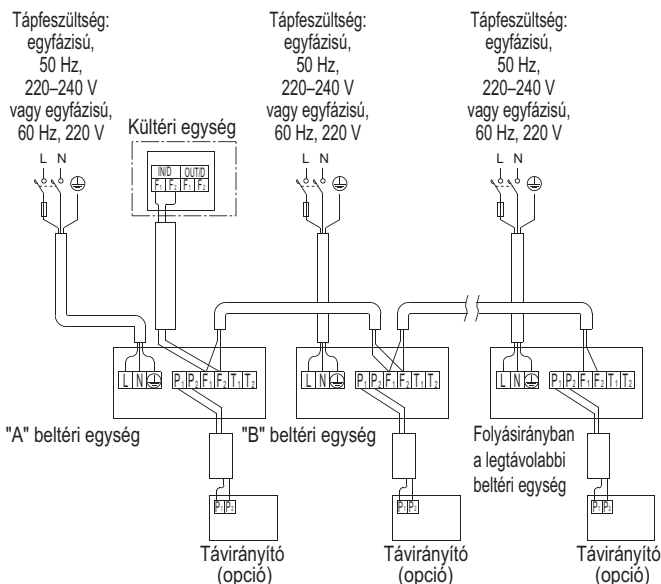 Tápfeszültség:
egyfázisú,
50 Hz,
220–240 V
vagy egyfázisú,
60 Hz, 220 V
L N
Kültéri egység
IN/D OUT/D
F1 F2 F1 F2
Tápfeszültség:
egyfázisú,
50 Hz,
220–240 V
vagy egyfázisú,
60 Hz, 220 V
L N
Tápfeszültség:
egyfázisú,
50 Hz,
220–240 V
vagy egyfázisú,
60 Hz, 220 V
L N
L N P1 P2 F1 F2 T1 T2
"A" beltéri egység
L N P1 P2 F1 F2 T1 T2
"B" beltéri egység
L N P1 P2 F1 F2 T1 T2
Folyásirányban
a legtávolabbi
beltéri egység
P1 P2
Távirányító
(opció)
P1 P2
Távirányító
(opció)
P1 P2
Távirányító
(opció)